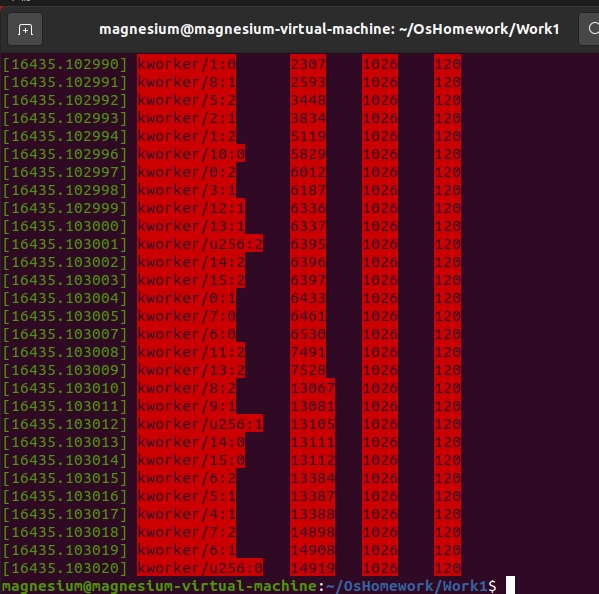 magnesium@magnesium-virtual-machine: ~/OsHomework/Work1
[16435.102990] kworker/1:0 2307 1026 120
[16435.102991] kworker/8:1 2593 1026 120
[16435.102992] kworker/5:2 3448 1026 120
[16435.102993] kworker/2:1 3834 1026 120
[16435.102994] kworker/1:2 5119 1026 120
[16435.102996] kworker/10:0 5829 1026 120
[16435.102997] kworker/0:2 6012 1026 120
[16435.102998] kworker/3:1 6187 1026 120
[16435.102999] kworker/12:1 6336 1026 120
[16435.103000] kworker/13:1 6337 1026 120
[16435.103001] kworker/u256:2 6395 1026 120
[16435.103002] kworker/14:2 6396 1026 120
[16435.103003] kworker/15:2 6397 1026 120
[16435.103004] kworker/0:1 6433 1026 120
[16435.103005] kworker/7:0 6461 1026 120
[16435.103007] kworker/6:0 6530 1026 120
[16435.103008] kworker/11:2 7491 1026 120
[16435.103009] kworker/13:2 7528 1026 120
[16435.103010] kworker/8:2 13067 1026 120
[16435.103011] kworker/9:1 13081 1026 120
[16435.103012] kworker/u256:1 13105 1026 120
[16435.103013] kworker/14:0 13111 1026 120
[16435.103014] kworker/15:0 13112 1026 120
[16435.103015] kworker/6:2 13384 1026 120
[16435.103016] kworker/5:1 13387 1026 120
[16435.103017] kworker/4:1 13388 1026 120
[16435.103018] kworker/7:2 14898 1026 120
[16435.103019] kworker/6:1 14908 1026 120
[16435.103020] kworker/u256:0 14919 1026 120
magnesium@magnesium-virtual-machine:~/OsHomework/Work1$